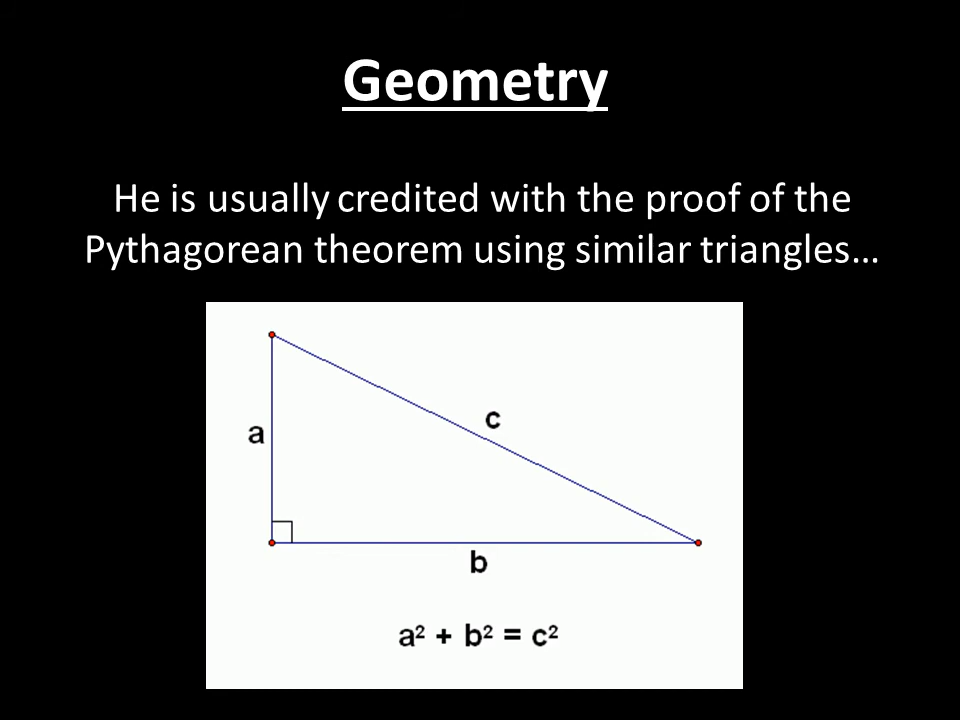 Geometry
He is usually credited with the proof of the
Pythagorean theorem using similar triangles…
c
a
b
a² + b² = c²